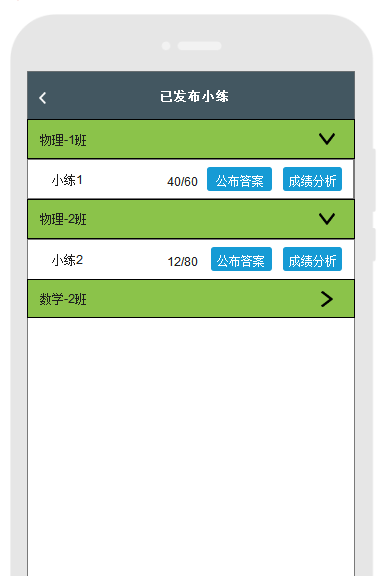 已发布小练
物理-1班
小练1 40/60 公布答案 成绩分析
物理-2班
小练2 12/80 公布答案 成绩分析
数学-2班